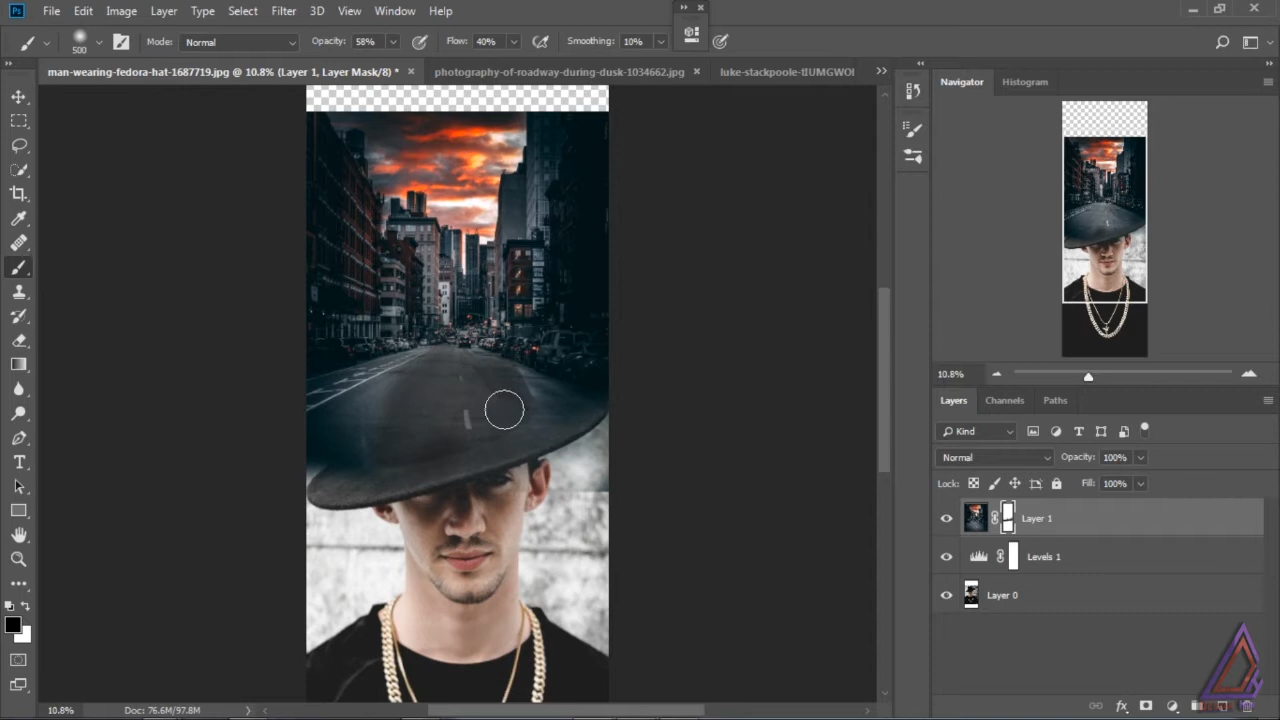 Ps File Edit Image Layer Type Select Filter 3D View Window Help
500 Mode: Normal Opacity: 58% Flow: 40% Smoothing: 10%
man-wearing-fedora-hat-1687719.jpg @ 10.8% (Layer 1, Layer Mask/8) * photography-of-roadway-during-dusk-1034662.jpg luke-stackpoole-tIUMGWOI
Navigator Histogram
10.8%
Layers Channels Paths
Kind
Normal Opacity: 100%
Lock: Fill: 100%
Layer 1
Levels 1
Layer 0
10.8% Doc: 76.6M/97.8M